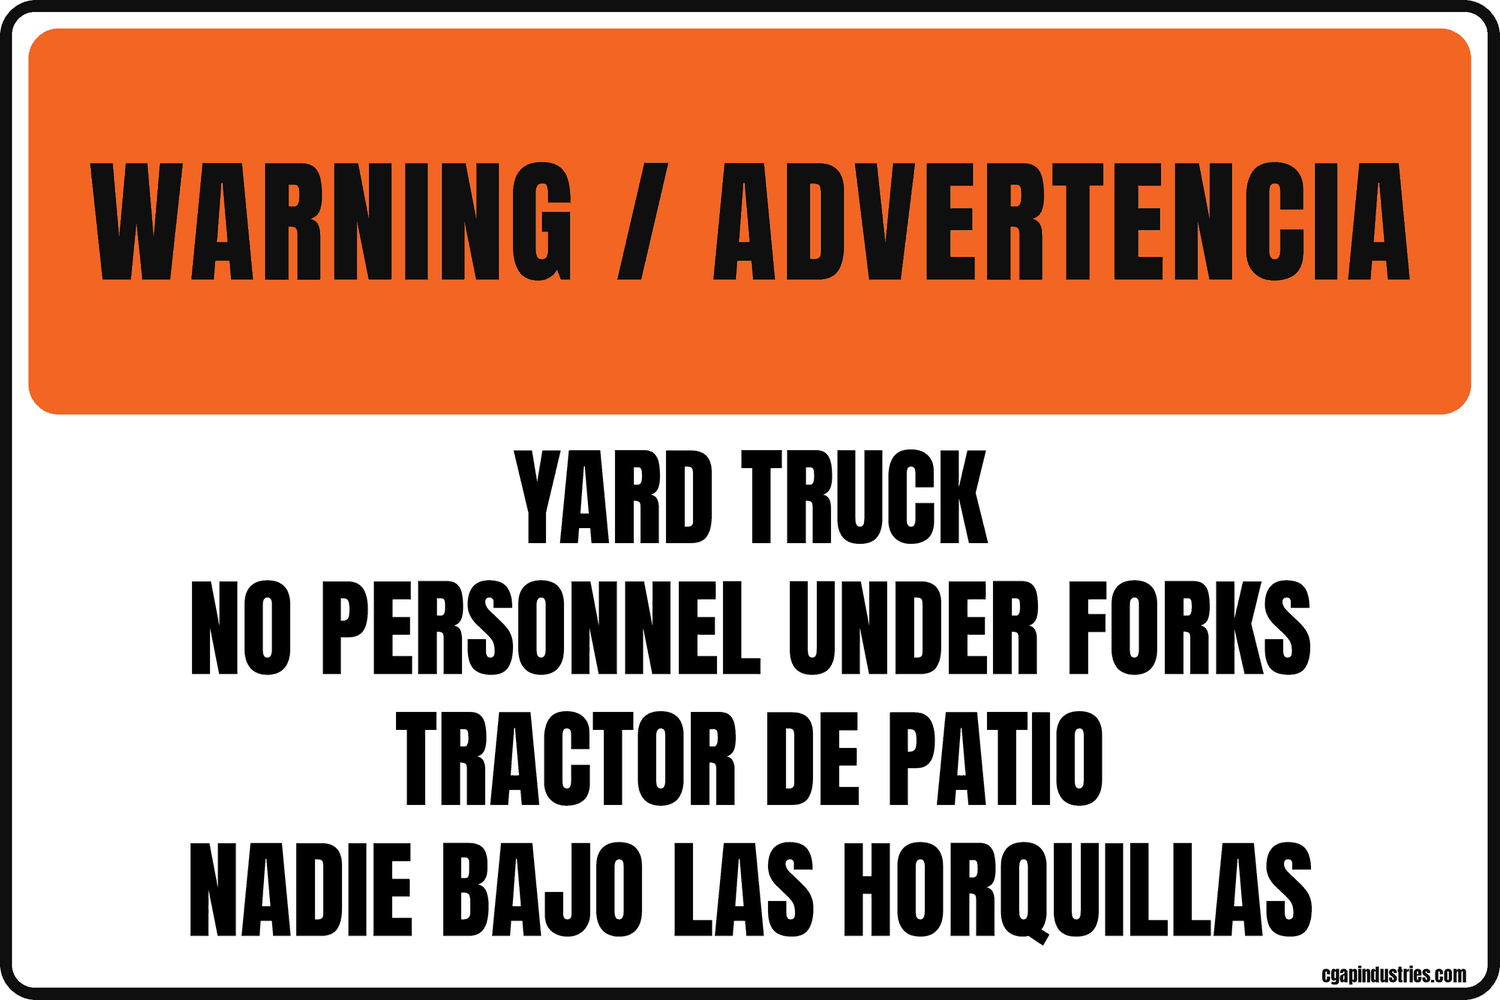 WARNING / ADVERTENCIA
YARD TRUCK
NO PERSONNEL UNDER FORKS
TRACTOR DE PATIO
NADIE BAJO LAS HORQUILLAS
cgapindustries.com